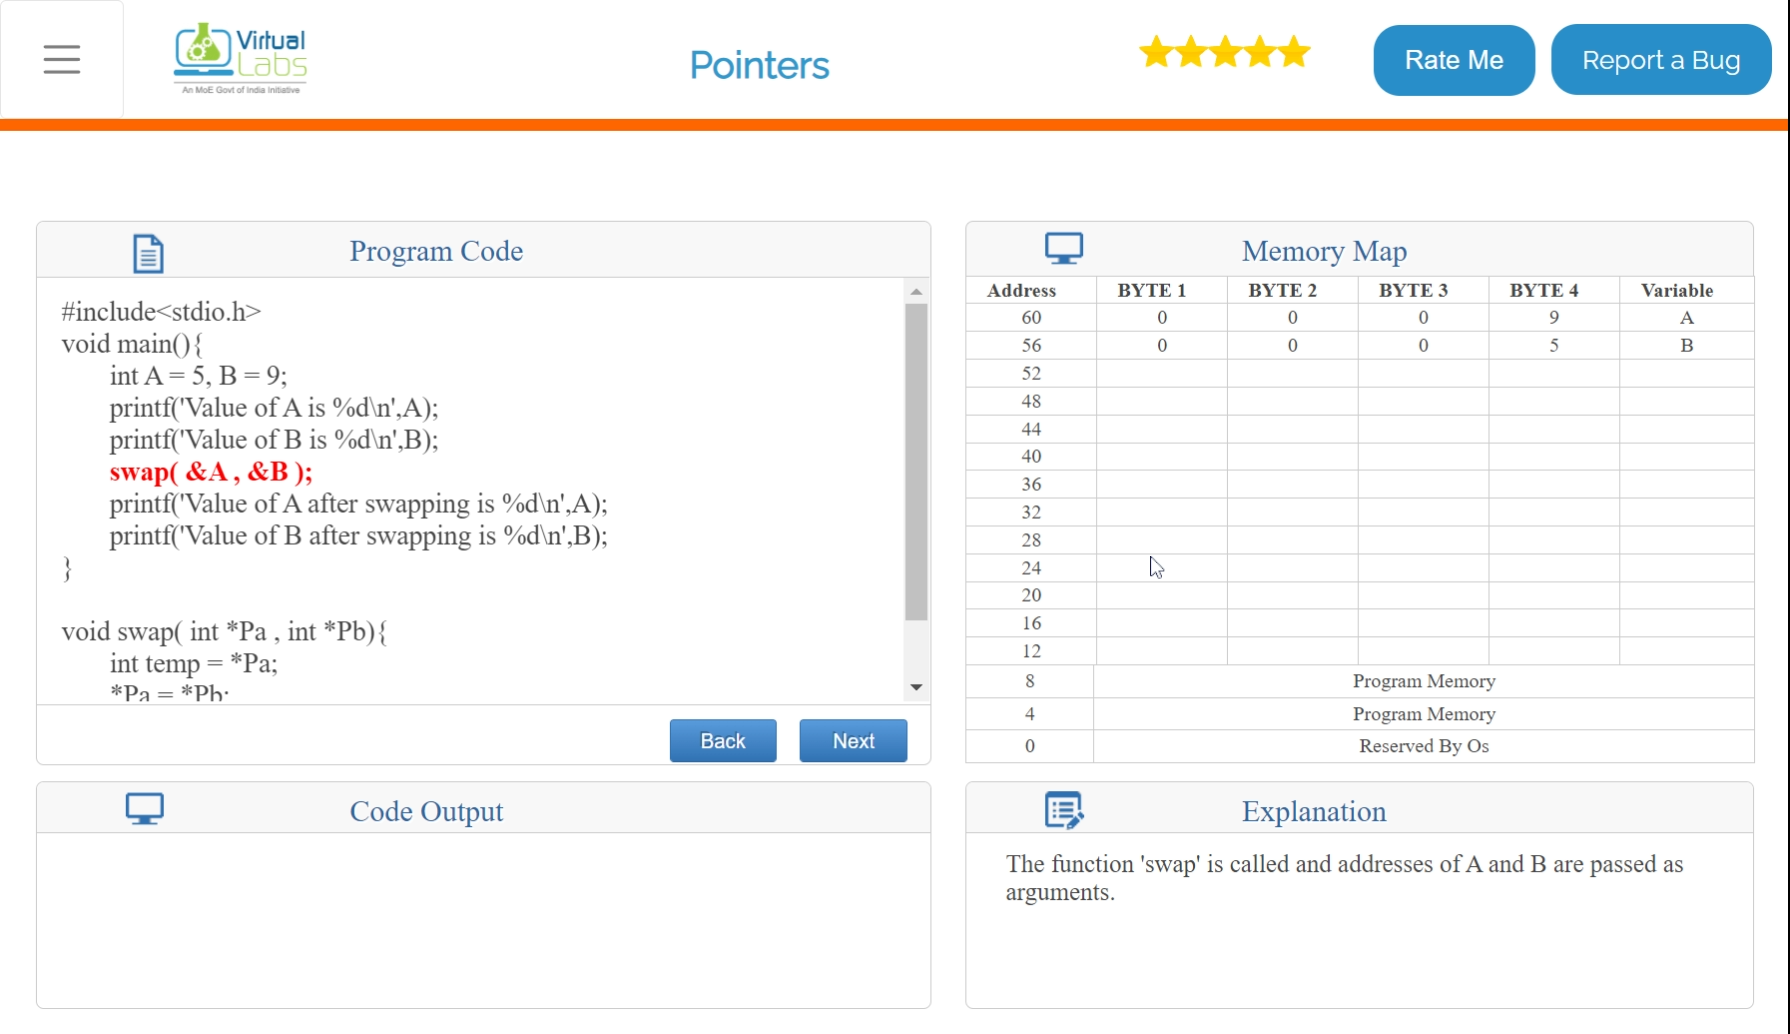 Virtual
Labs
An MoE Govt of India Initiative
Pointers
Rate Me
Report a Bug
Program Code
#include<stdio.h>
void main(){
int A = 5, B = 9;
printf('Value of A is %d\n',A);
printf('Value of B is %d\n',B);
swap( &A , &B );
printf('Value of A after swapping is %d\n',A);
printf('Value of B after swapping is %d\n',B);
}
void swap( int *Pa , int *Pb){
int temp = *Pa;
*Pa = *Pb;
Back Next
Memory Map
Address BYTE 1 BYTE 2 BYTE 3 BYTE 4 Variable
60 0 0 0 9 A
56 0 0 0 5 B
52
48
44
40
36
32
28
24
20
16
12
8 Program Memory
4 Program Memory
0 Reserved By Os
Code Output
Explanation
The function 'swap' is called and addresses of A and B are passed as
arguments.